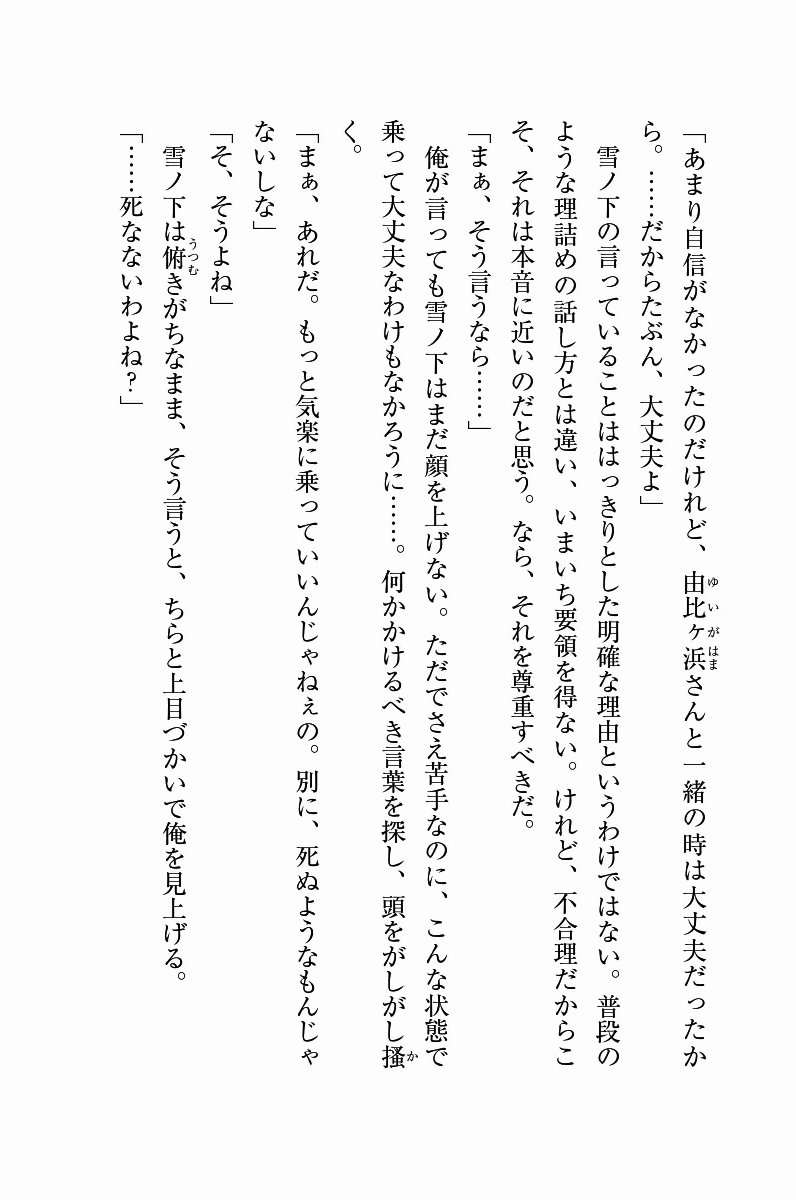 「あまり自信がなかったのだけれど、由比ヶ浜さんと一緒の時は大丈夫だったか
ら。……だからたぶん、大丈夫よ」
雪ノ下の言っていることははっきりとした明確な理由というわけではない。普段の
ような理詰めの話し方とは違い、いまいち要領を得ない。けれど、不合理だからこ
そ、それは本音に近いのだと思う。なら、それを尊重すべきだ。
「まぁ、そう言うなら……」
俺が言っても雪ノ下はまだ顔を上げない。ただでさえ苦手なのに、こんな状態で
乗って大丈夫なわけもなかろうに……。何かかけるべき言葉を探し、頭をがしがし掻
く。
「まぁ、あれだ。もっと気楽に乗っていいんじゃねぇの。別に、死ぬようなもんじゃ
ないしな」
「そ、そうよね」
雪ノ下は俯きがちなまま、そう言うと、ちらと上目づかいで俺を見上げる。
「……死なないわよね？」